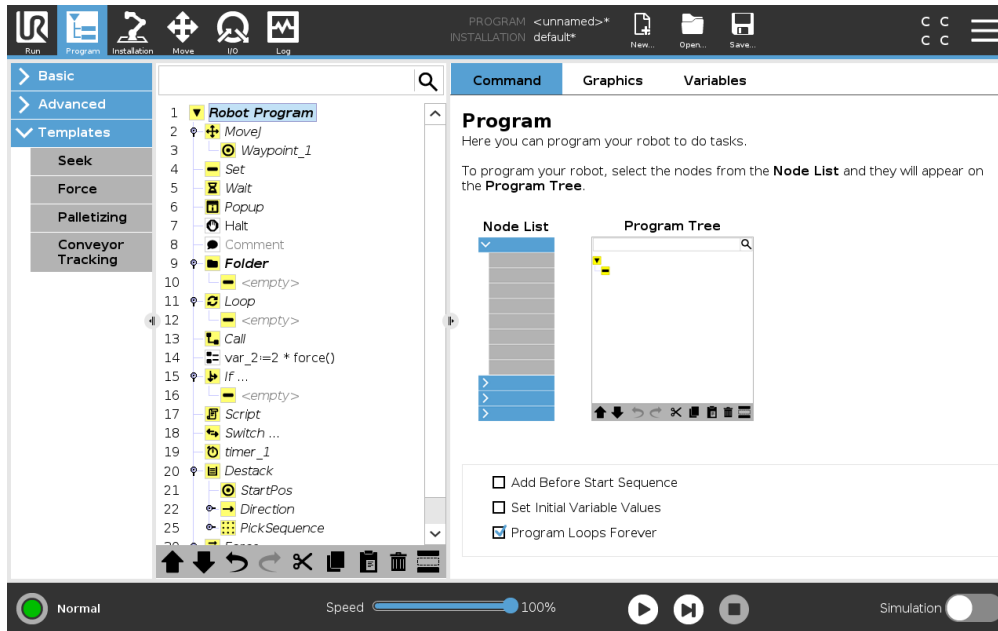 PROGRAM <unnamed>*
INSTALLATION default*
C C
C C
UR
Run
Program
Installation
Move
I/O
Log
New...
Open...
Save...
Basic
Advanced
Templates
Seek
Force
Palletizing
Conveyor
Tracking
1 Robot Program
2 MoveJ
3 Waypoint_1
4 Set
5 Wait
6 Popup
7 Halt
8 Comment
9 Folder
10 <empty>
11 Loop
12 <empty>
13 Call
14 var_2:=2 * force()
15 If ...
16 <empty>
17 Script
18 Switch ...
19 timer_1
20 Destack
21 StartPos
22 Direction
25 PickSequence
Command
Graphics
Variables
Program
Here you can program your robot to do tasks.
To program your robot, select the nodes from the Node List and they will appear on
the Program Tree.
Node List
Program Tree
Add Before Start Sequence
Set Initial Variable Values
Program Loops Forever
Normal
Speed
100%
Simulation